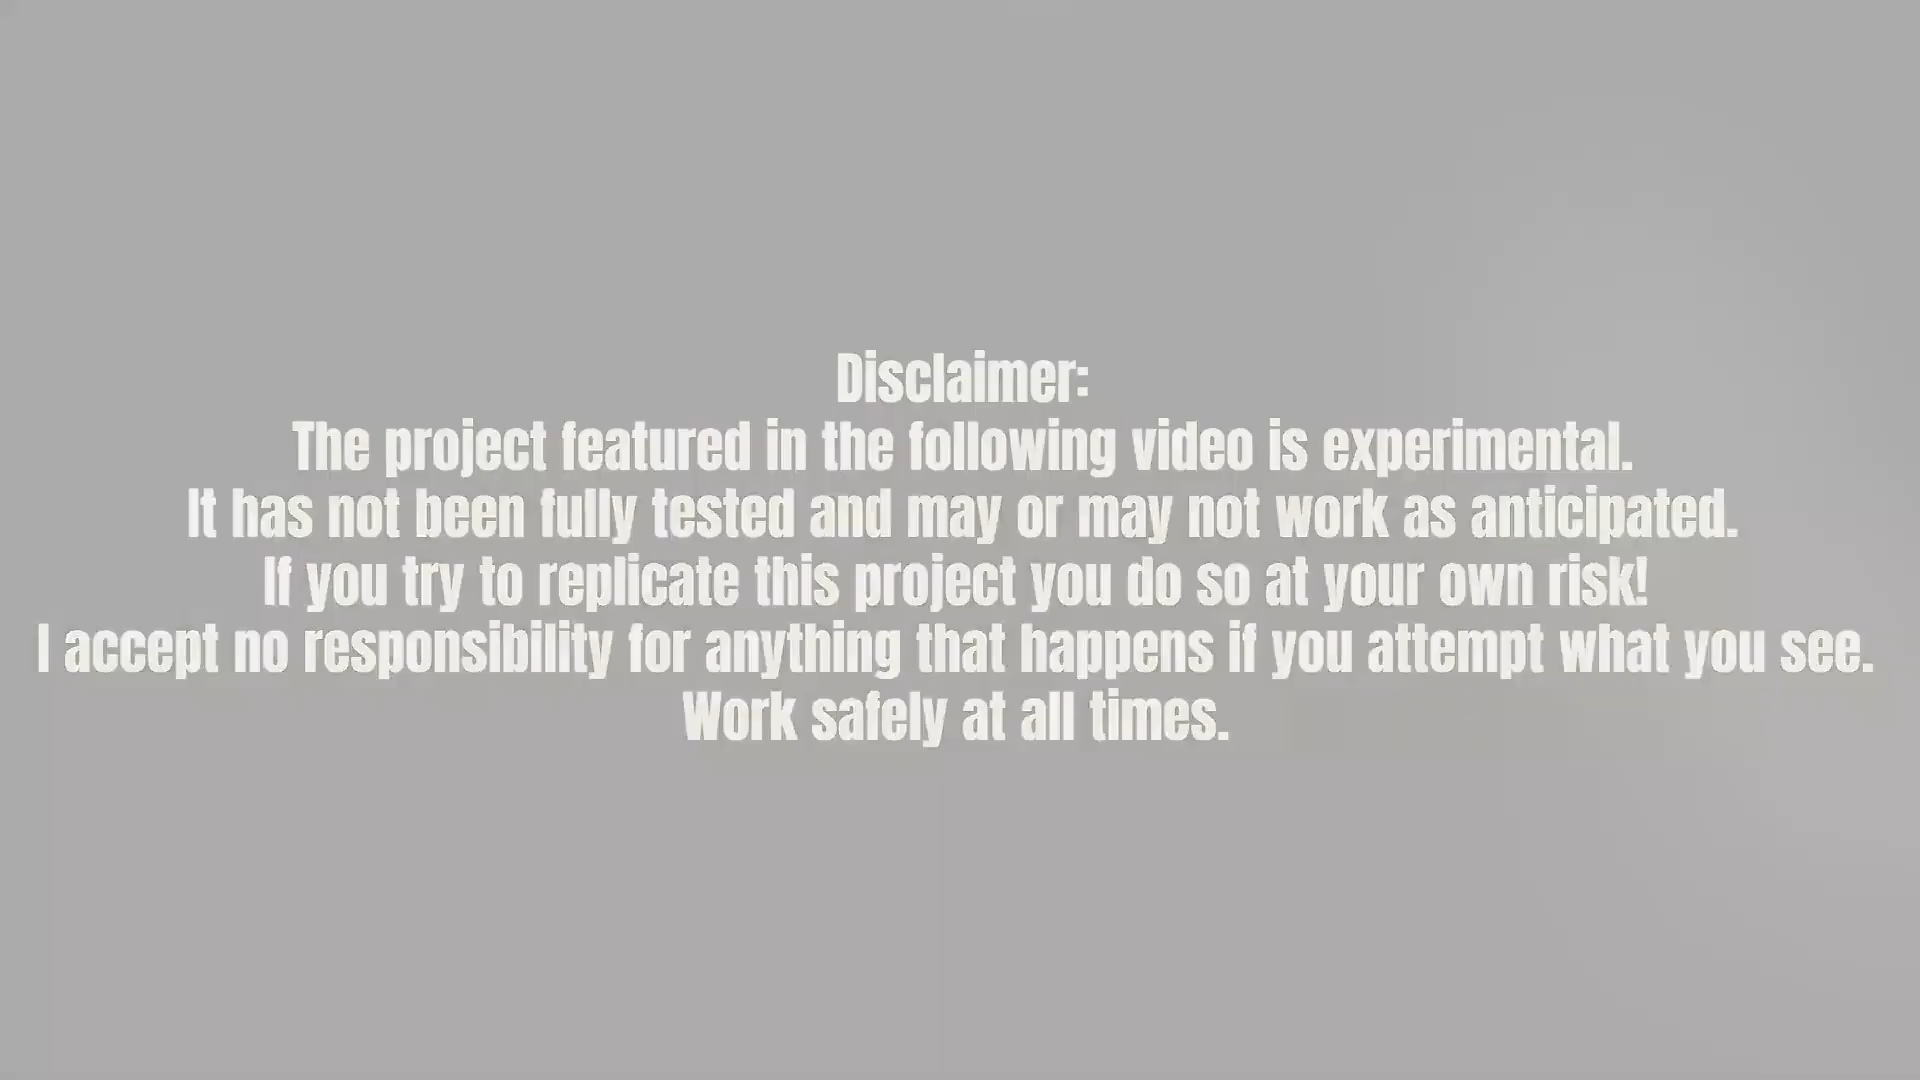 Disclaimer:
The project featured in the following video is experimental.
It has not been fully tested and may or may not work as anticipated.
If you try to replicate this project you do so at your own risk!
I accept no responsibility for anything that happens if you attempt what you see.
Work safely at all times.